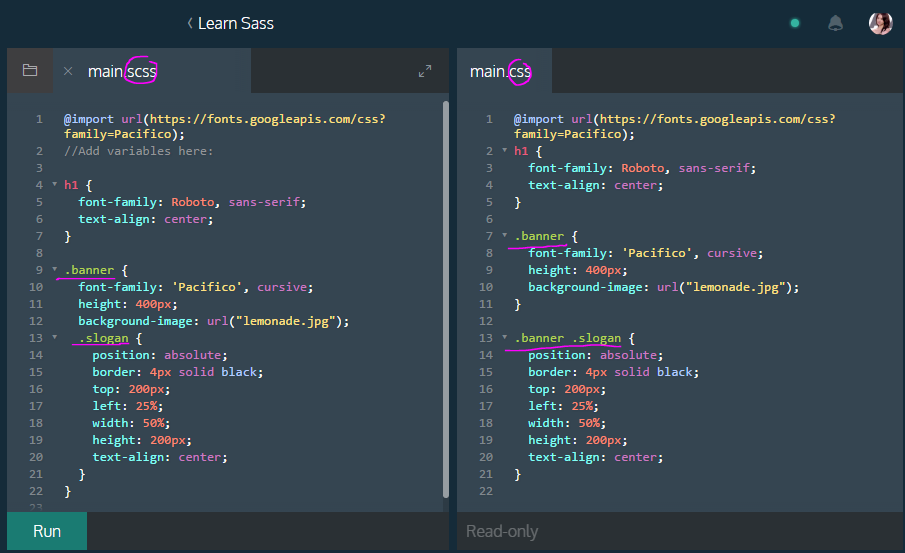 ‹ Learn Sass
× main.scss
1 @import url(https://fonts.googleapis.com/css?
family=Pacifico);
2 //Add variables here:
3
4 h1 {
5 font-family: Roboto, sans-serif;
6 text-align: center;
7 }
8
9 .banner {
10 font-family: 'Pacifico', cursive;
11 height: 400px;
12 background-image: url("lemonade.jpg");
13 .slogan {
14 position: absolute;
15 border: 4px solid black;
16 top: 200px;
17 left: 25%;
18 width: 50%;
19 height: 200px;
20 text-align: center;
21 }
22 }
23
Run
main.css
1 @import url(https://fonts.googleapis.com/css?
family=Pacifico);
2 h1 {
3 font-family: Roboto, sans-serif;
4 text-align: center;
5 }
6
7 .banner {
8 font-family: 'Pacifico', cursive;
9 height: 400px;
10 background-image: url("lemonade.jpg");
11 }
12
13 .banner .slogan {
14 position: absolute;
15 border: 4px solid black;
16 top: 200px;
17 left: 25%;
18 width: 50%;
19 height: 200px;
20 text-align: center;
21 }
22
Read-only